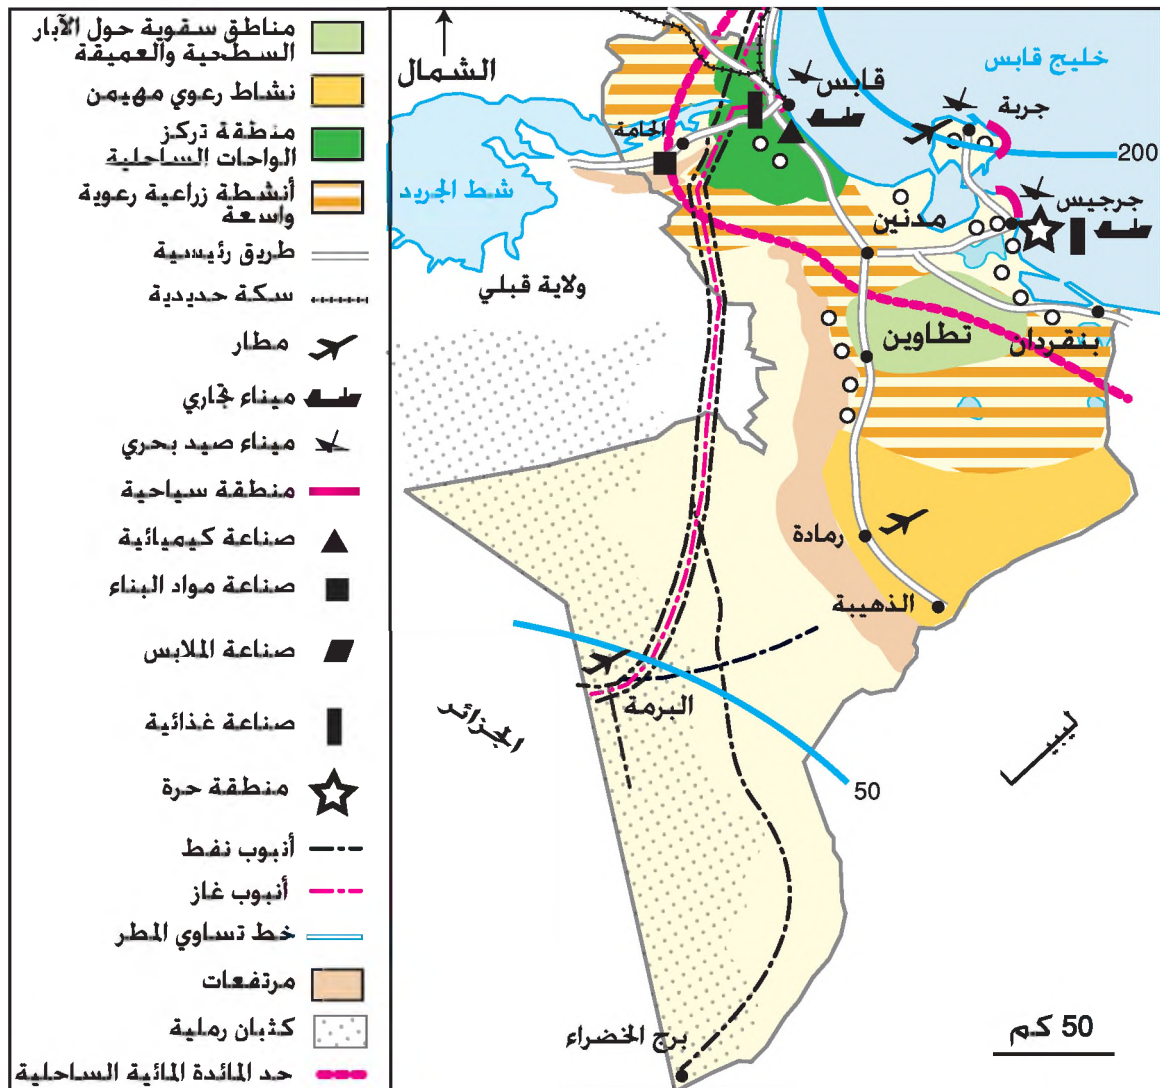 مناطق سقوية حول الآبار
السطحية والعميقة
نشاط رعوي مهيمن
منطقة تركز
الواحات الساحلية
أنشطة زراعية رعوية
واسعة
طريق رئيسية
سكة حديدية
مطار
ميناء تجاري
ميناء صيد بحري
منطقة سياحية
صناعة كيميائية
صناعة مواد البناء
صناعة الملابس
صناعة غذائية
منطقة حرة
أنبوب نفط
أنبوب غاز
خط تساوي المطر
مرتفعات
كثبان رملية
حد المائدة المائية الساحلية
الشمال
خليج قابس
قابس
جربة
الحامة
200
شط الجريد
جرجيس
مدنين
ولاية قبلي
تطاوين
بنقردان
رمادة
الذهيبة
البرمة
الجزائر
ليبيا
50
برج الخضراء
50 كم